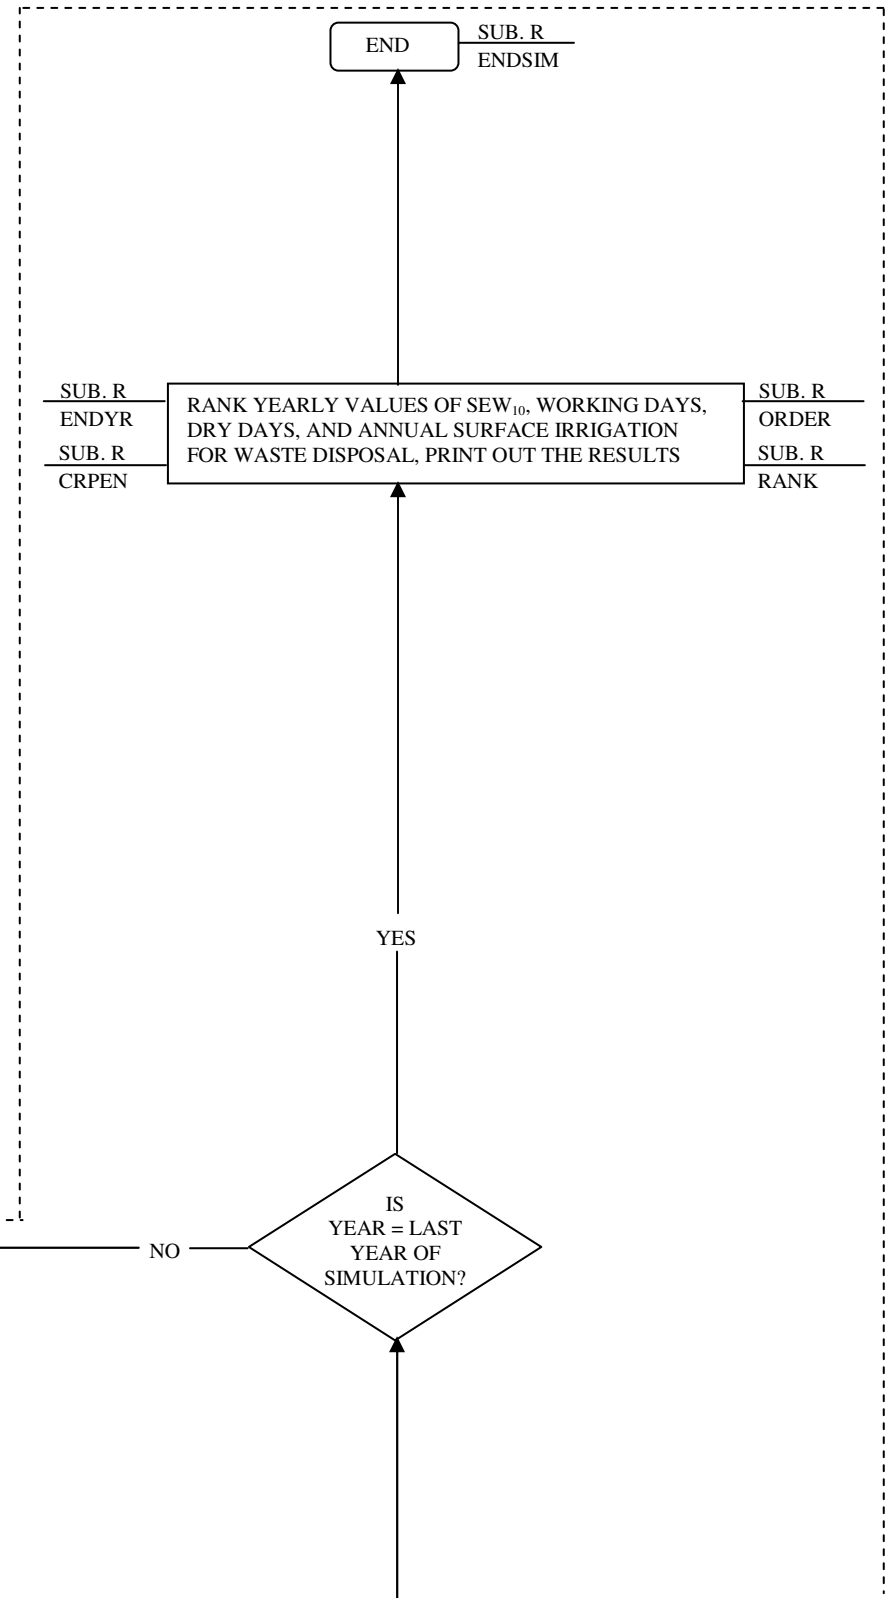 END
SUB. R
ENDSIM
SUB. R
ENDYR
SUB. R
CRPEN
RANK YEARLY VALUES OF SEW₁₀, WORKING DAYS,
DRY DAYS, AND ANNUAL SURFACE IRRIGATION
FOR WASTE DISPOSAL, PRINT OUT THE RESULTS
SUB. R
ORDER
SUB. R
RANK
YES
IS
YEAR = LAST
YEAR OF
SIMULATION?
NO